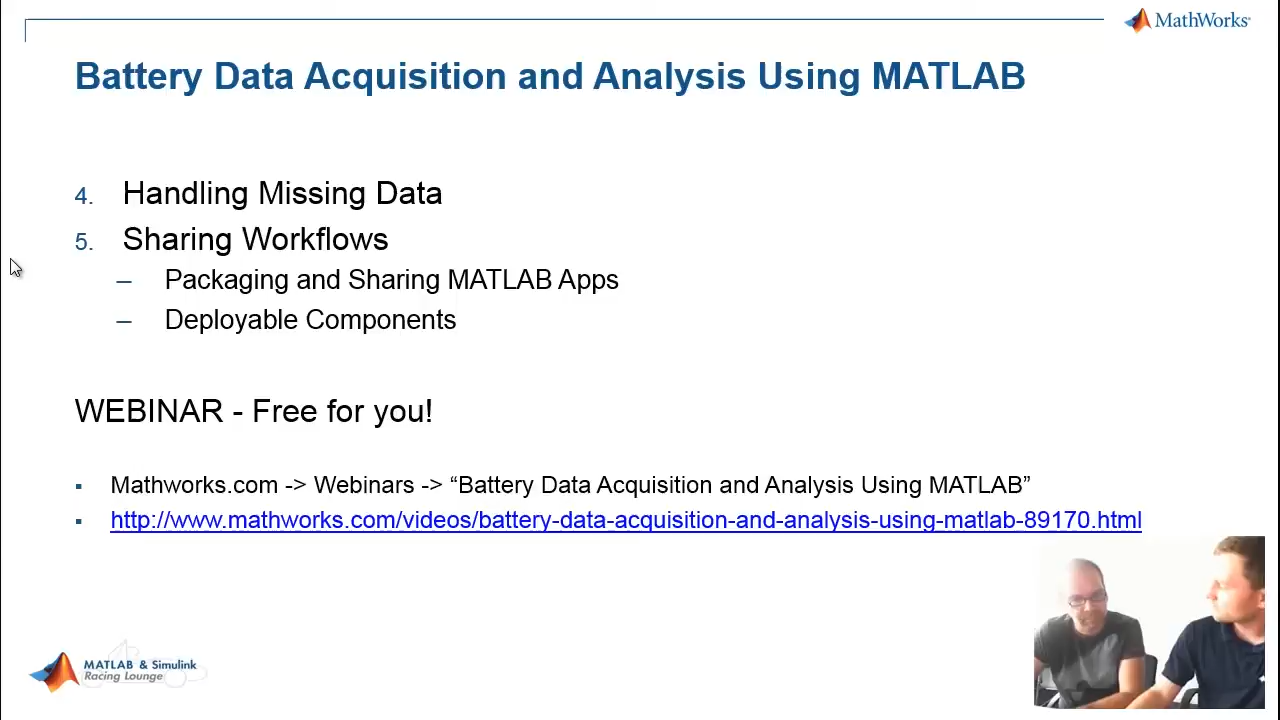 MathWorks®
Battery Data Acquisition and Analysis Using MATLAB
4. Handling Missing Data
5. Sharing Workflows
– Packaging and Sharing MATLAB Apps
– Deployable Components
WEBINAR - Free for you!
▪ Mathworks.com -> Webinars -> “Battery Data Acquisition and Analysis Using MATLAB”
▪ http://www.mathworks.com/videos/battery-data-acquisition-and-analysis-using-matlab-89170.html
MATLAB & Simulink
Racing Lounge